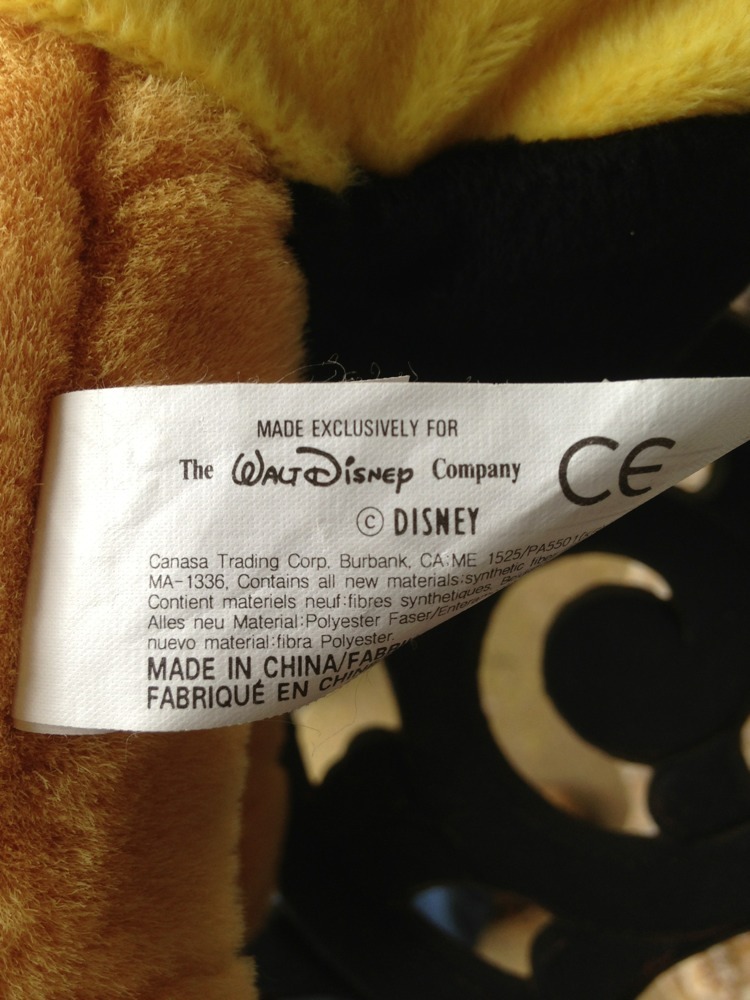 MADE EXCLUSIVELY FOR
The WALT DISNEY Company
CE
© DISNEY
Canasa Trading Corp. Burbank, CA:ME 1525/PA5501
MA-1336, Contains all new materials:synthetic
Contient materiels neuf:fibres synthetiques.
Alles neu Material:Polyester Faser/
nuevo material:fibra Polyester.
MADE IN CHINA/
FABRIQUÉ EN